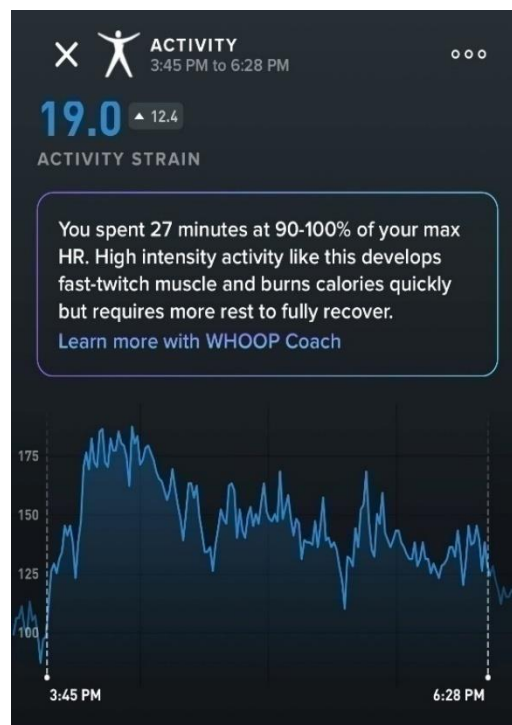 ACTIVITY
3:45 PM to 6:28 PM
19.0 ▲ 12.4
ACTIVITY STRAIN
You spent 27 minutes at 90-100% of your max
HR. High intensity activity like this develops
fast-twitch muscle and burns calories quickly
but requires more rest to fully recover.
Learn more with WHOOP Coach
175
150
125
100
3:45 PM 6:28 PM